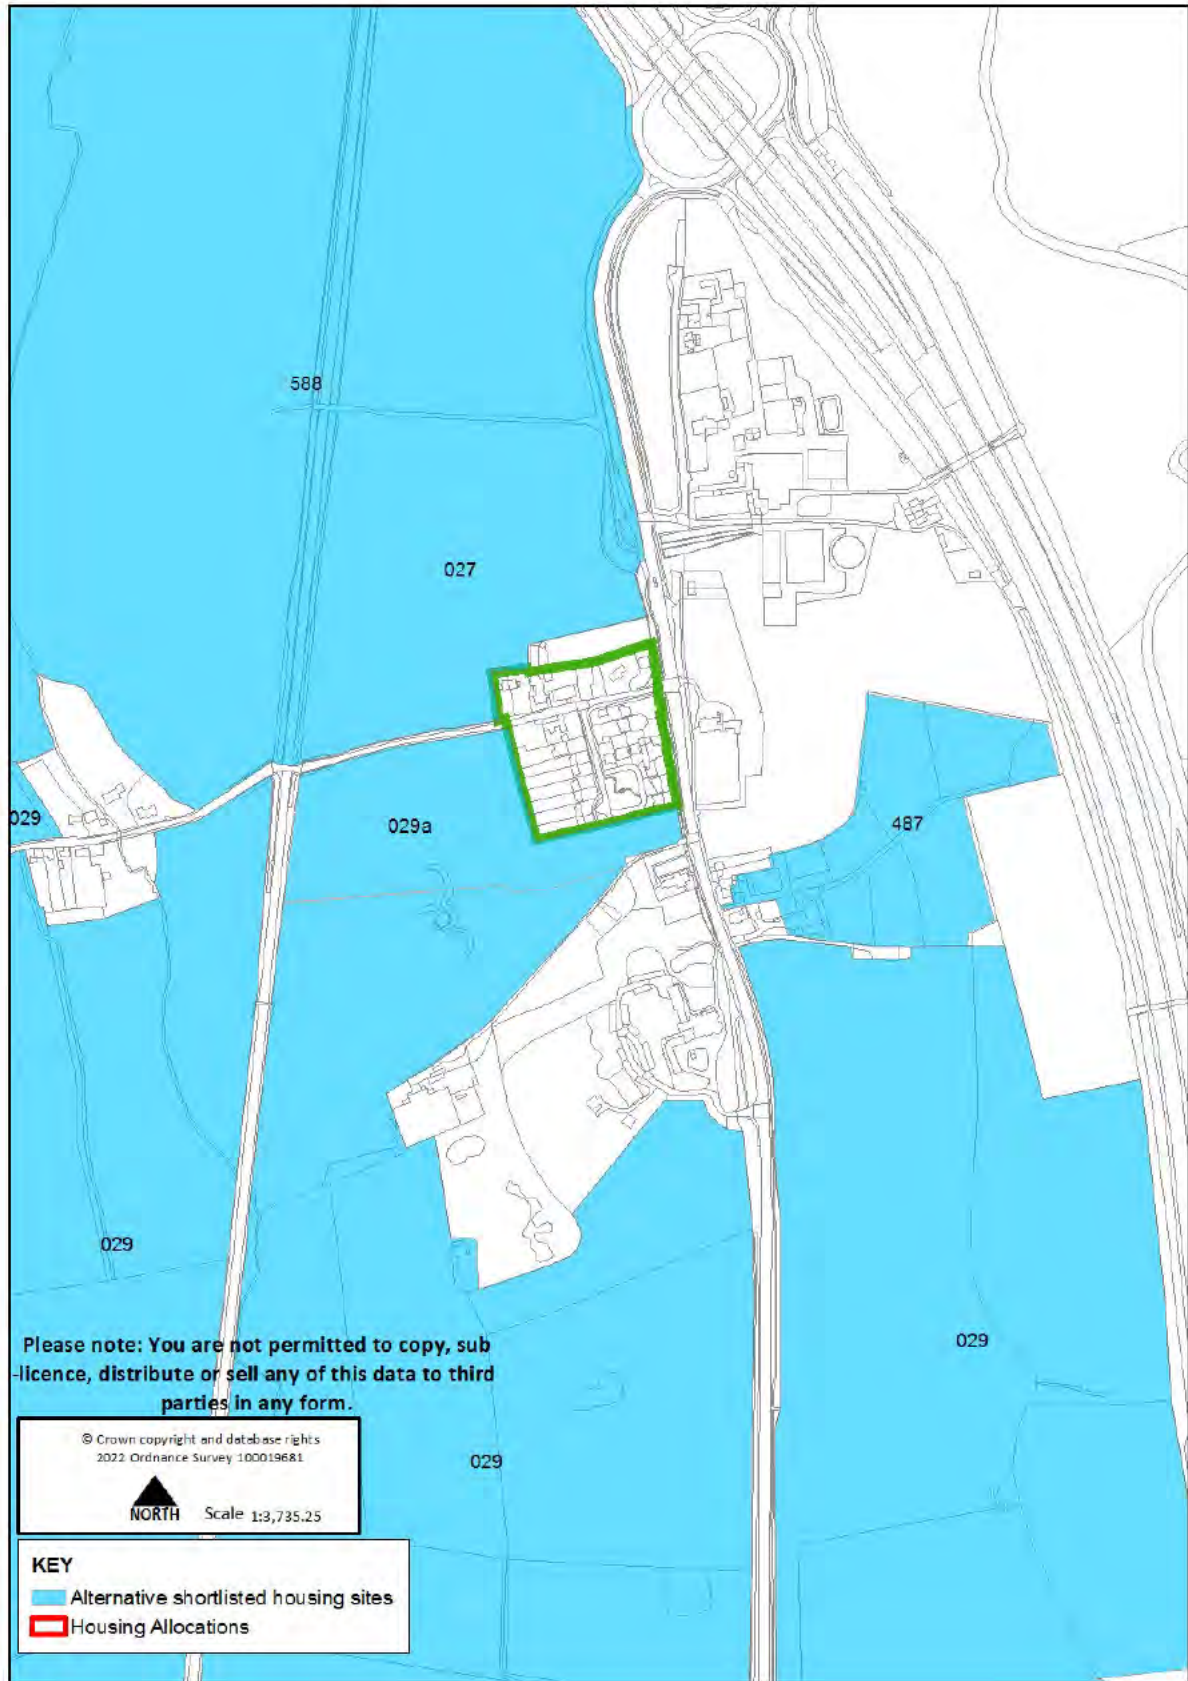 588
027
029
029a
487
029
029
029
Please note: You are not permitted to copy, sub
-licence, distribute or sell any of this data to third
parties in any form.
© Crown copyright and database rights
2022 Ordnance Survey 100019681
NORTH Scale 1:3,735.25
KEY
Alternative shortlisted housing sites
Housing Allocations